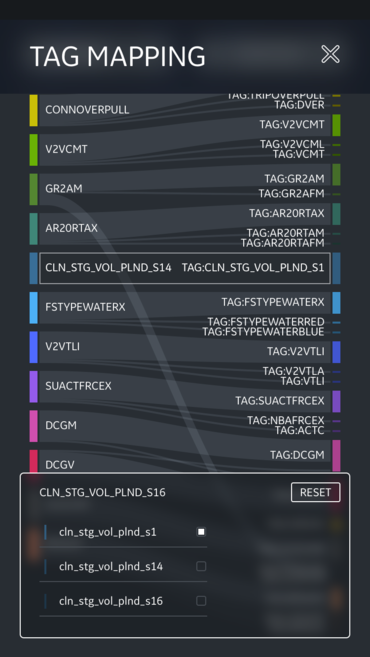 TAG MAPPING
TAG:TRIPOVERPULL
TAG:DVER
CONNOVERPULL
TAG:V2VCMT
V2VCMT
TAG:V2VCML
TAG:VCMT
GR2AM
TAG:GR2AM
TAG:GR2AFM
AR20RTAX
TAG:AR20RTAX
TAG:AR20RTAM
TAG:AR20RTAFM
CLN_STG_VOL_PLND_S14 TAG:CLN_STG_VOL_PLND_S1
FSTYPEWATERX
TAG:FSTYPEWATERX
TAG:FSTYPEWATERRED
TAG:FSTYPEWATERBLUE
V2VTLI
TAG:V2VTLI
TAG:V2VTLA
TAG:VTLI
SUACTFRCEX
TAG:SUACTFRCEX
TAG:NBAFRCEX
TAG:ACTC
DCGM
TAG:DCGM
DCGV
CLN_STG_VOL_PLND_S16
RESET
cln_stg_vol_plnd_s1
cln_stg_vol_plnd_s14
cln_stg_vol_plnd_s16